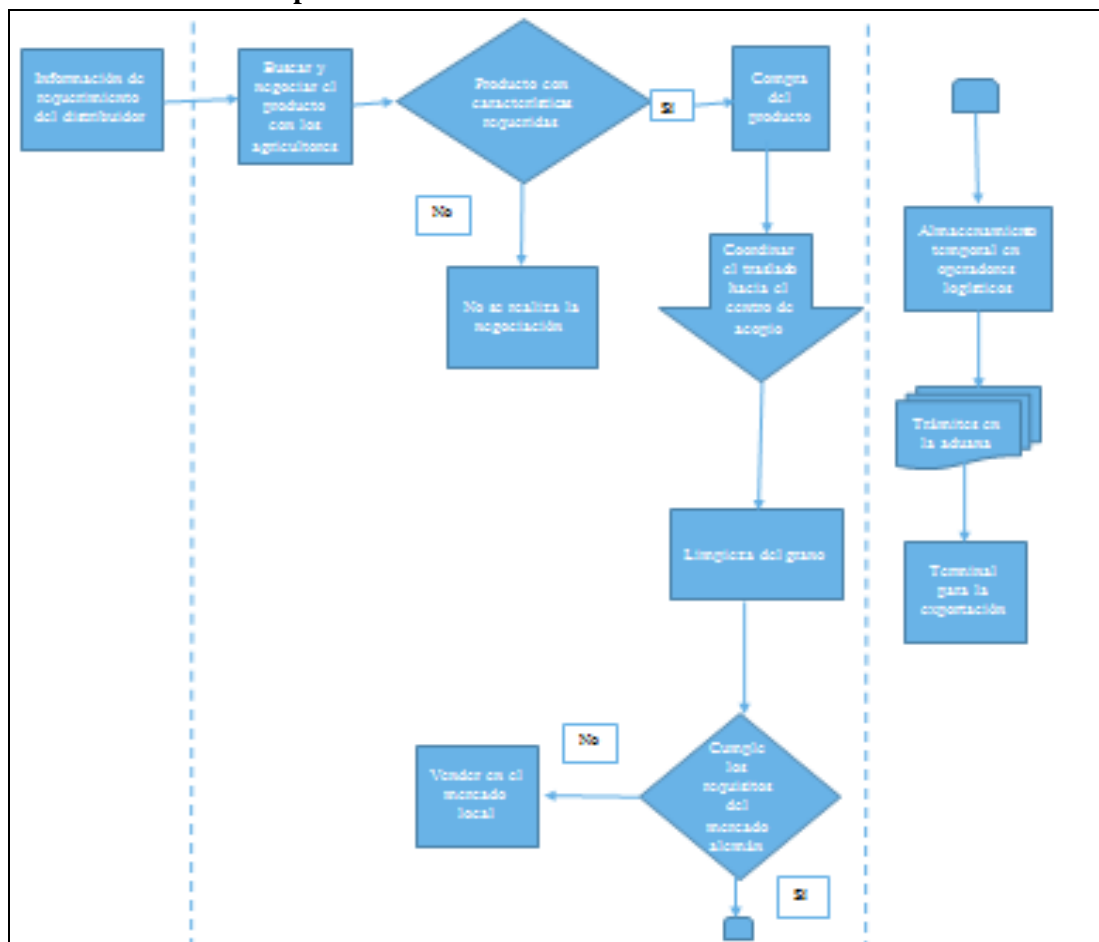 Información de
requerimiento
del distribuidor
Buscar y
negociar el
producto
con los
agricultores
Producto con
características
requeridas
Si
Compra
del
producto
No
No se realiza la
negociación
Coordinar
el traslado
hacia el
centro de
acopio
Limpieza del grano
Cumple
los
requisitos
del
mercado
alemán
No
Vender en el
mercado
local
Si
Almacenamiento
temporal en
operadores
logísticos
Trámites en
la aduana
Terminal
para la
exportación